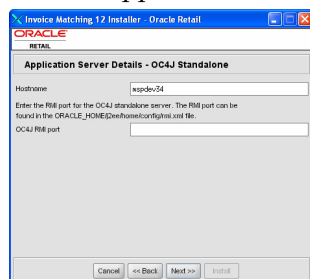 Invoice Matching 12 Installer - Oracle Retail
ORACLE
RETAIL
Application Server Details - OC4J Standalone
Hostname
mspdev34
Enter the RMI port for the OC4J standalone server. The RMI port can be
found in the ORACLE_HOME/j2ee/home/config/rmi.xml file.
OC4J RMI port
Cancel
<< Back
Next >>
Install